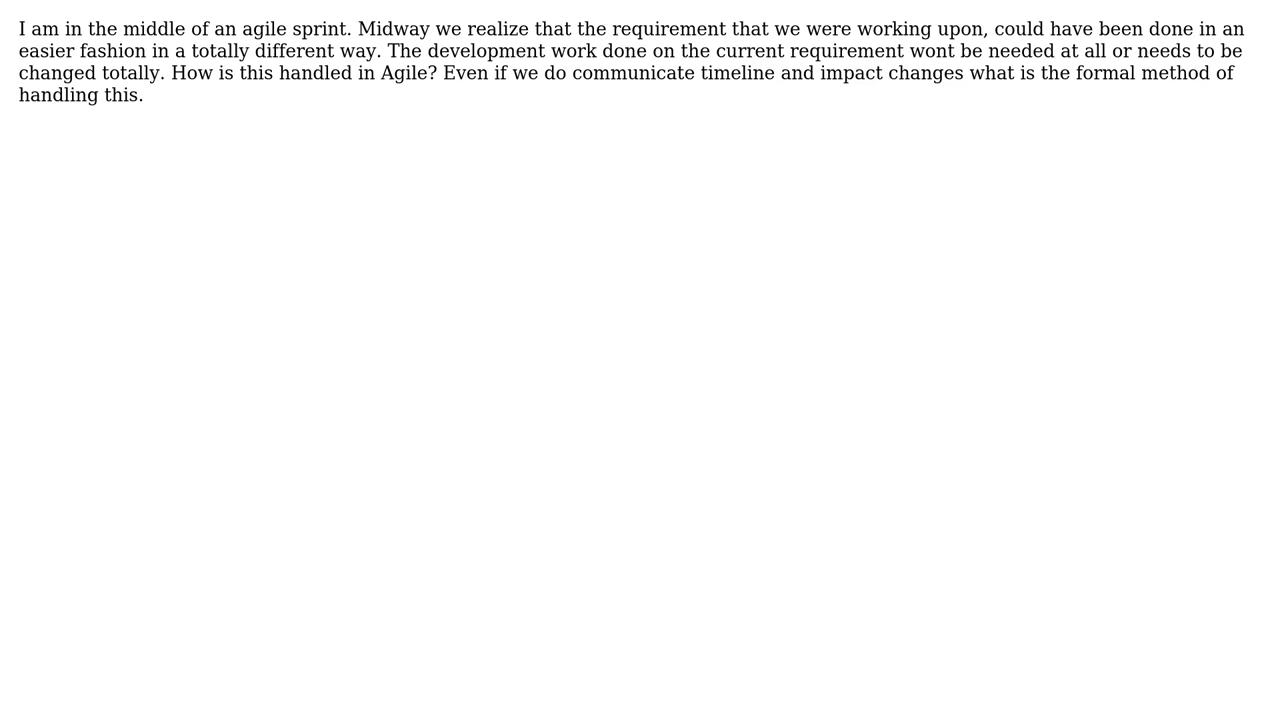 I am in the middle of an agile sprint. Midway we realize that the requirement that we were working upon, could have been done in an
easier fashion in a totally different way. The development work done on the current requirement wont be needed at all or needs to be
changed totally. How is this handled in Agile? Even if we do communicate timeline and impact changes what is the formal method of
handling this.